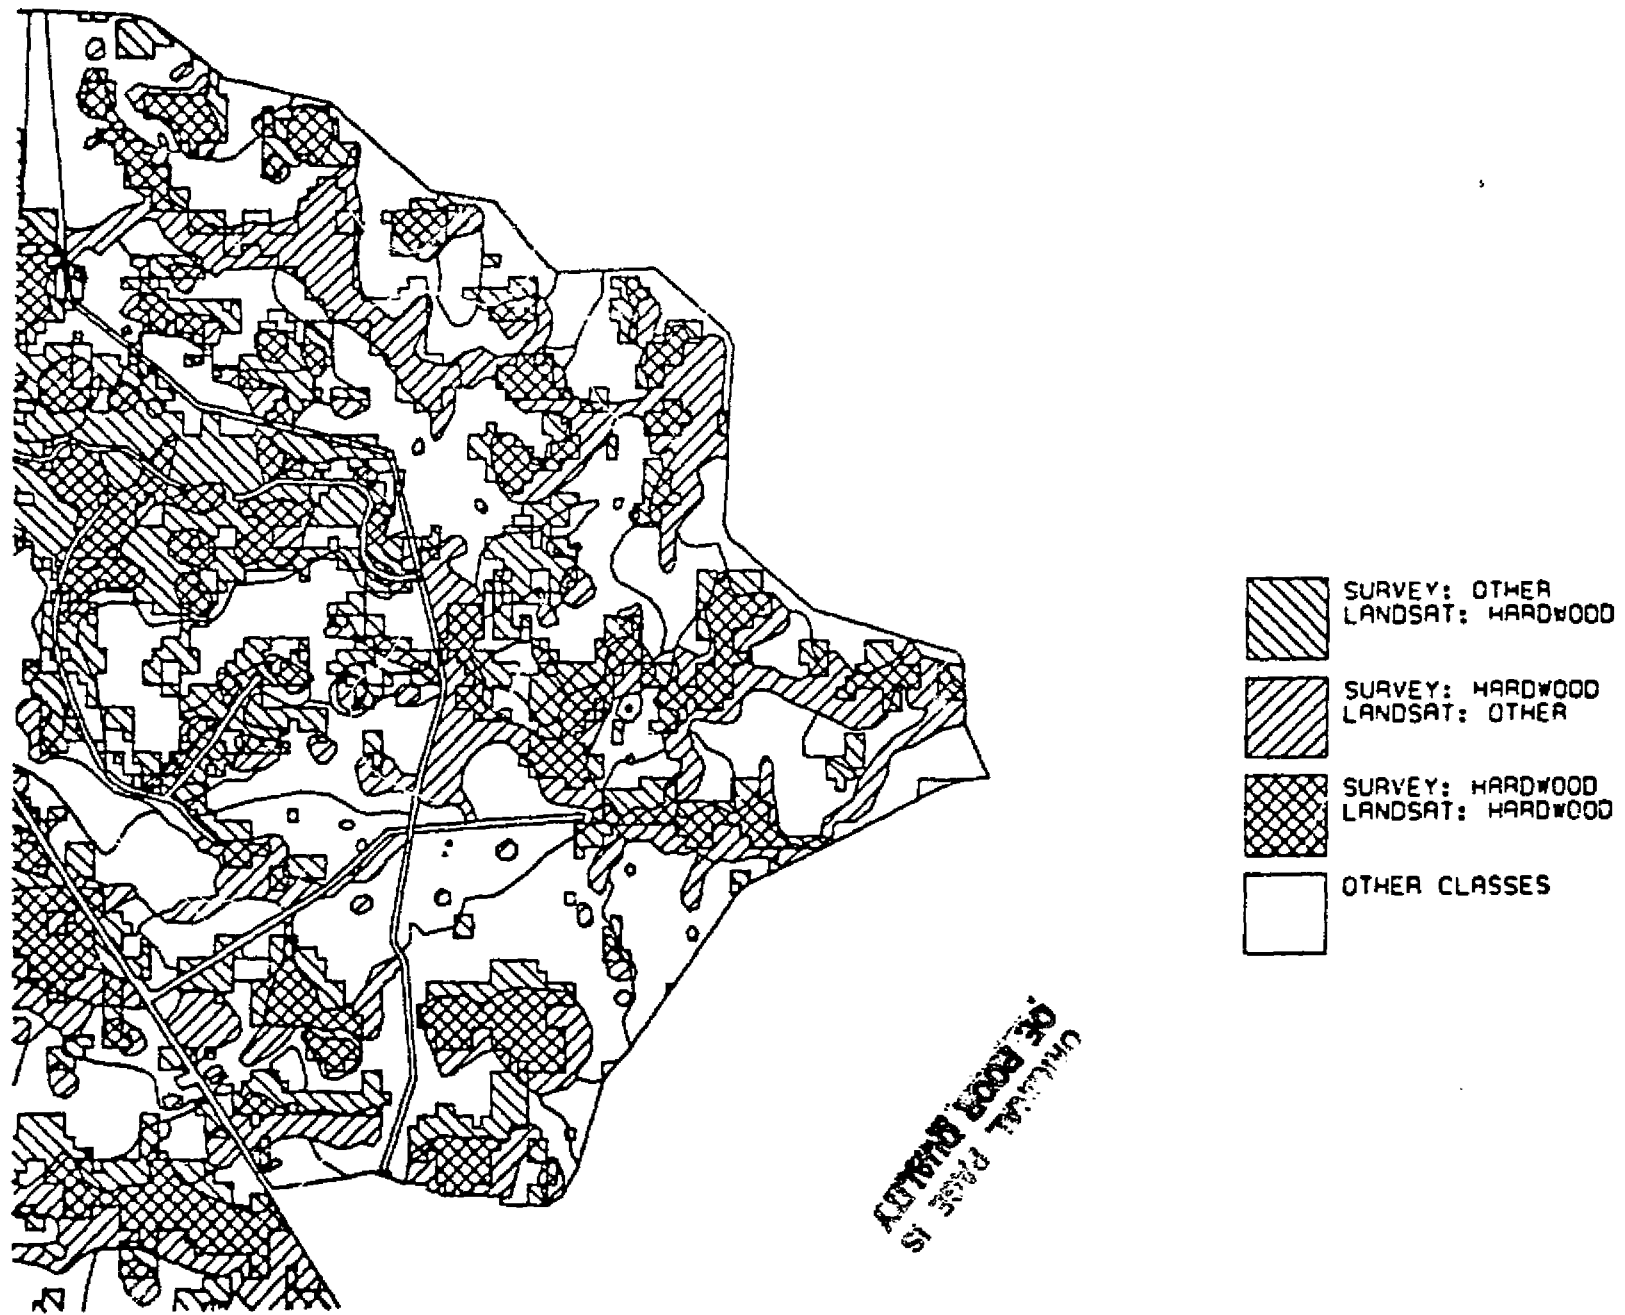 SURVEY: OTHER
LANDSAT: HARDWOOD
SURVEY: HARDWOOD
LANDSAT: OTHER
SURVEY: HARDWOOD
LANDSAT: HARDWOOD
OTHER CLASSES
ORIGINAL PAGE IS
OF POOR QUALITY